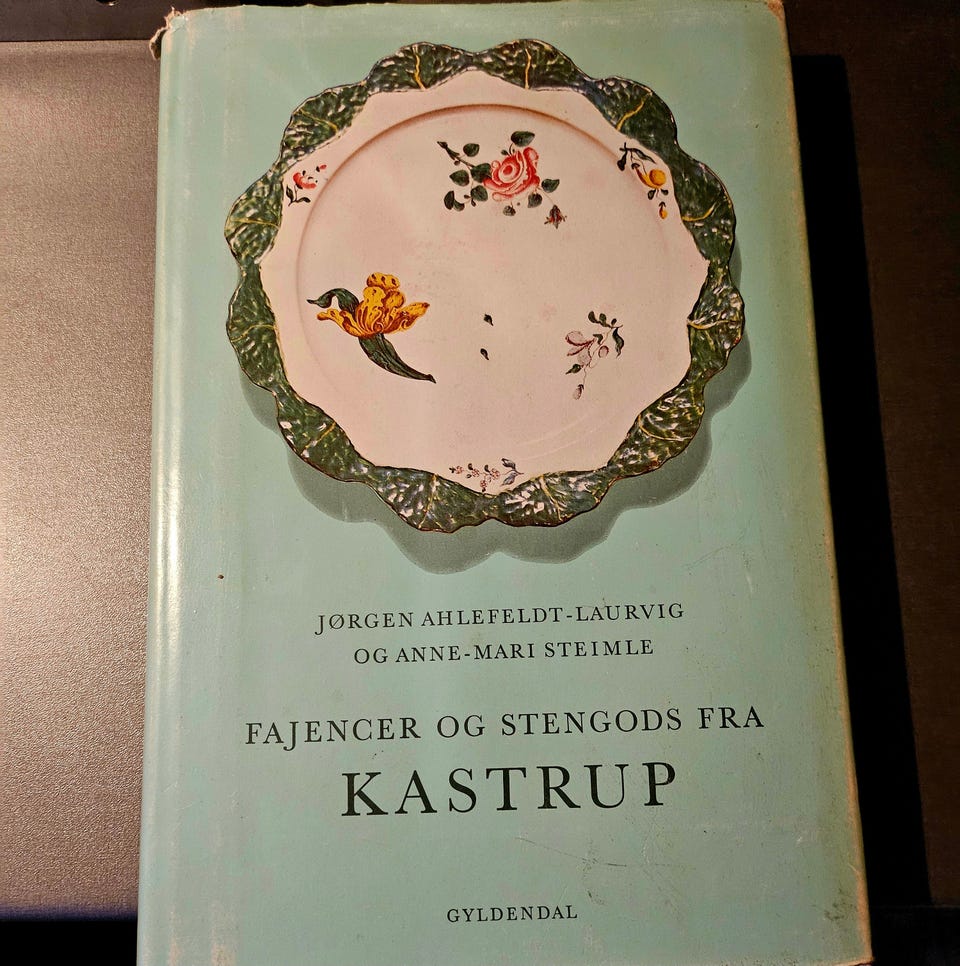 JØRGEN AHLEFELDT-LAURVIG
OG ANNE-MARI STEIMLE
FAJENCER OG STENGODS FRA
KASTRUP
GYLDENDAL